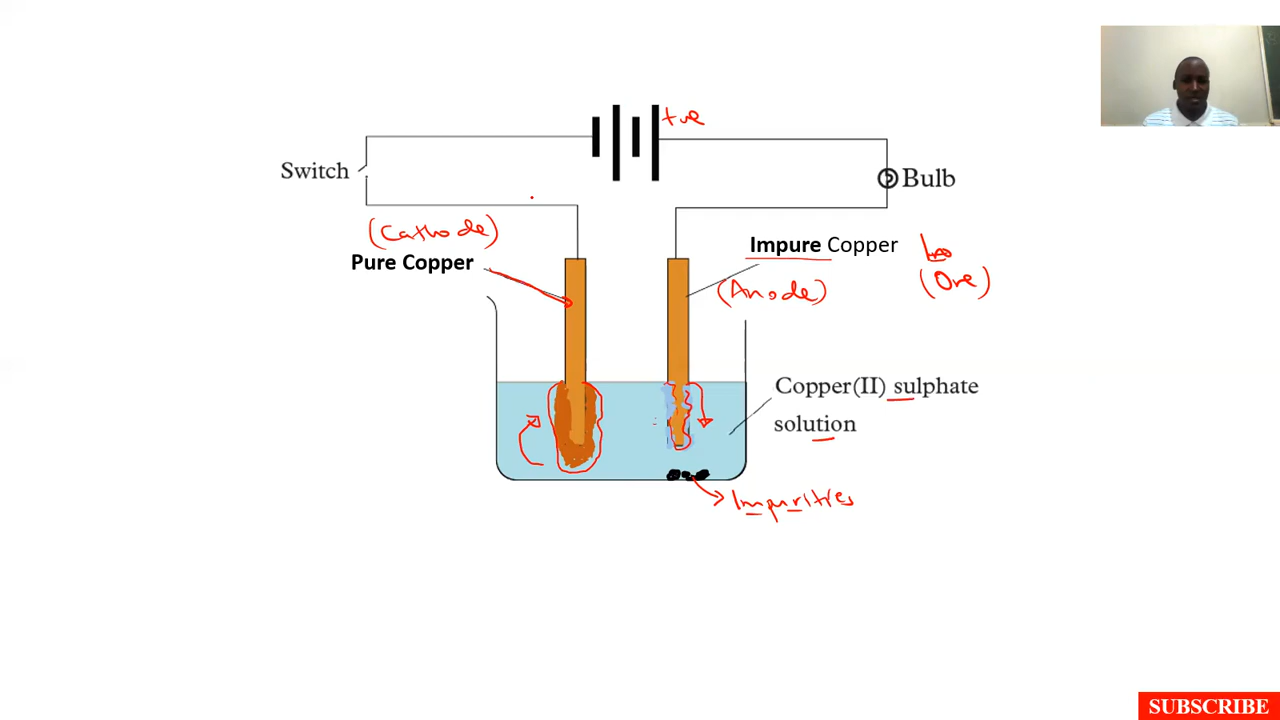 +ve
Switch
Bulb
(Cathode)
Pure Copper
Impure Copper
(Anode)
(Ore)
Copper(II) sulphate
solution
Impurities
SUBSCRIBE